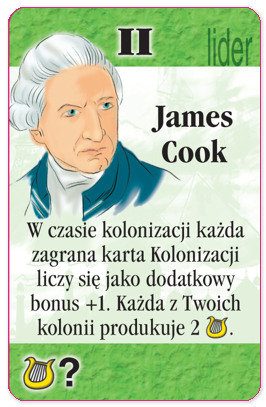 II
lider
James
Cook
W czasie kolonizacji każda
zagrana karta Kolonizacji
liczy się jako dodatkowy
bonus +1. Każda z Twoich
kolonii produkuje 2 .
?